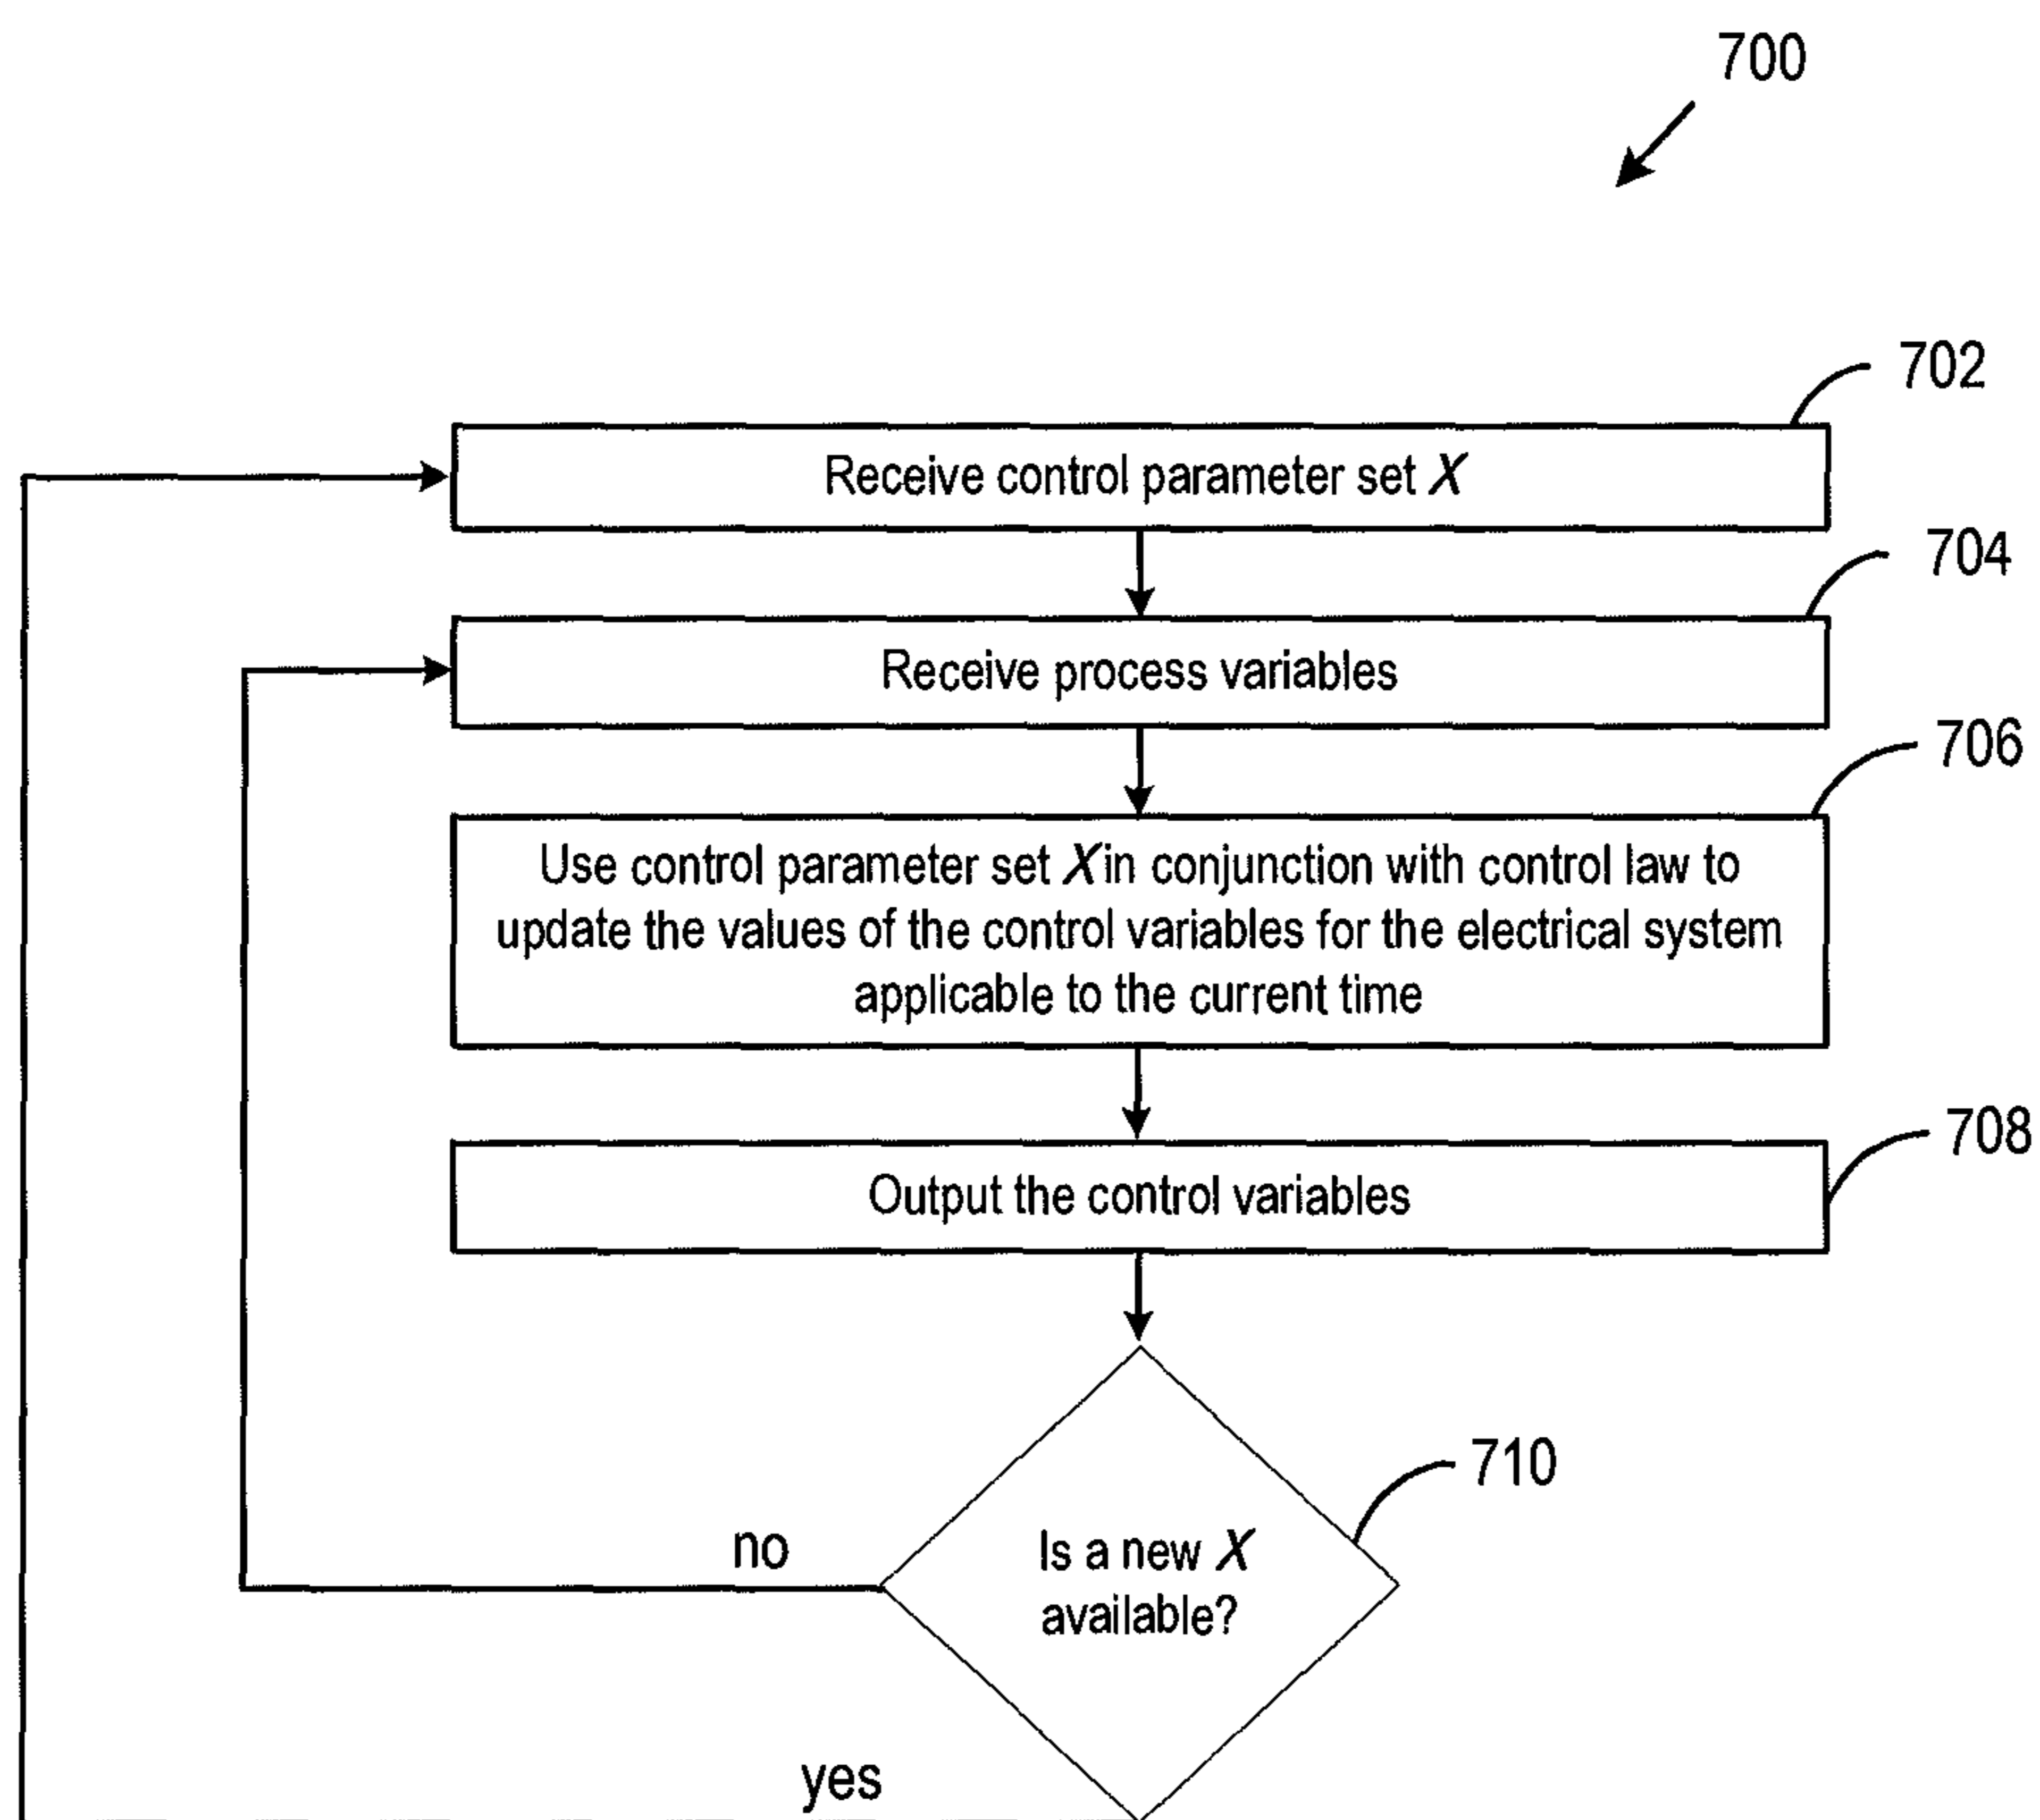 700
702
Receive control parameter set X
704
Receive process variables
706
Use control parameter set X in conjunction with control law to
update the values of the control variables for the electrical system
applicable to the current time
708
Output the control variables
710
Is a new X
available?
no
yes